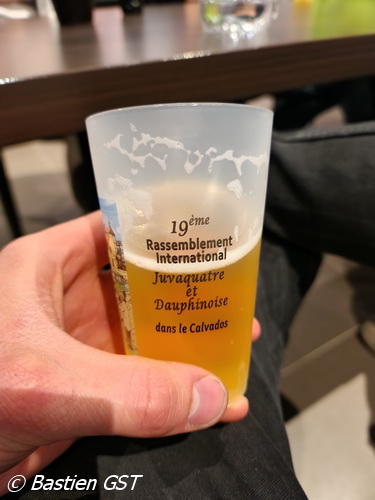 19ème
Rassemblement
International
Juvaquatre
et
Dauphinoise
dans le Calvados
© Bastien GST